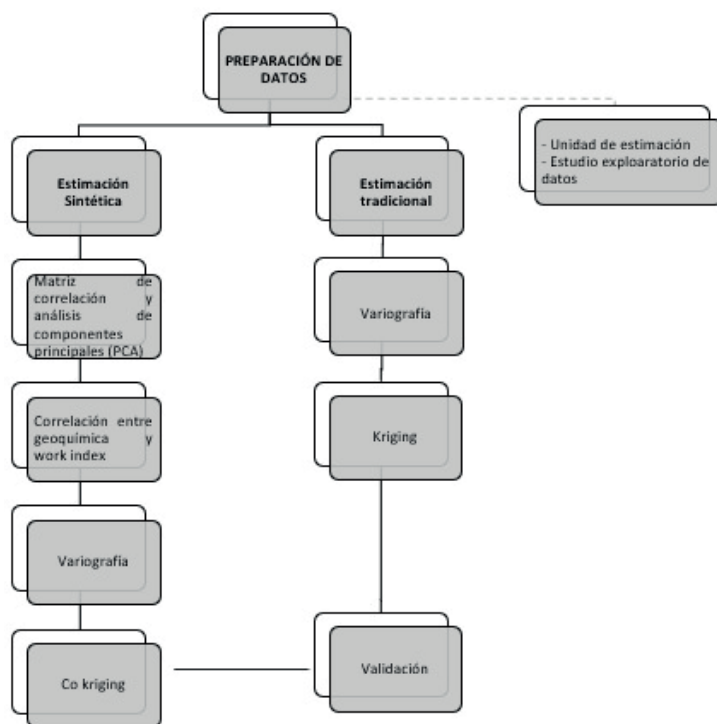 PREPARACIÓN DE
DATOS
- Unidad de estimación
- Estudio exploaratorio de
datos
Estimación
Sintética
Estimación
tradicional
Matriz de
correlación y
análisis de
componentes
principales (PCA)
Variografía
Correlación entre
geoquímica y
work index
Kriging
Variografía
Co kriging
Validación